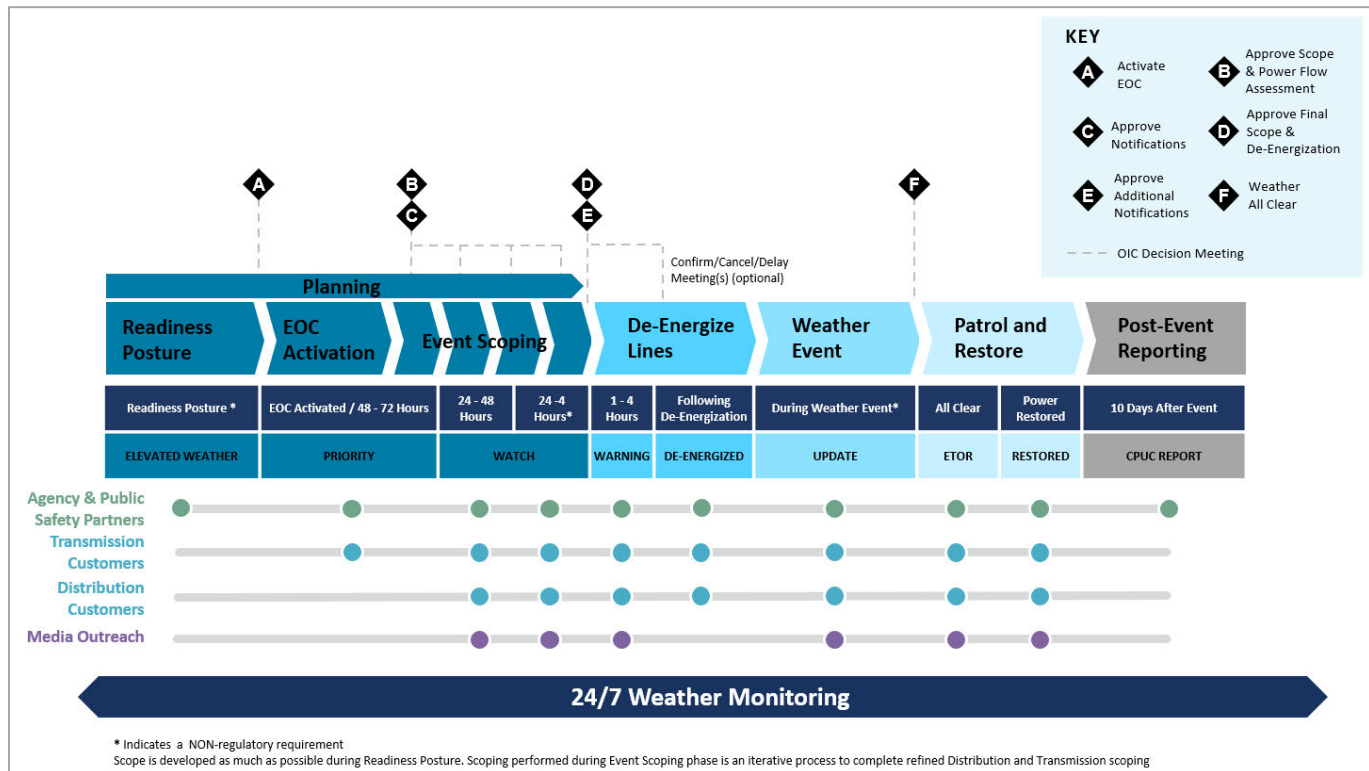 KEY
A
Activate
EOC
B
Approve Scope
& Power Flow
Assessment
C
Approve
Notifications
D
Approve Final
Scope &
De-Energization
E
Approve
Additional
Notifications
F
Weather
All Clear
OIC Decision Meeting
A
B
C
D
E
F
Confirm/Cancel/Delay
Meeting(s) (optional)
Planning
Readiness
Posture
EOC
Activation
Event Scoping
De-Energize
Lines
Weather
Event
Patrol and
Restore
Post-Event
Reporting
Readiness Posture *
EOC Activated / 48 - 72 Hours
24 - 48
Hours
24 -4
Hours*
1 - 4
Hours
Following
De-Energization
During Weather Event*
All Clear
Power
Restored
10 Days After Event
ELEVATED WEATHER
PRIORITY
WATCH
WARNING
DE-ENERGIZED
UPDATE
ETOR
RESTORED
CPUC REPORT
Agency & Public
Safety Partners
Transmission
Customers
Distribution
Customers
Media Outreach
24/7 Weather Monitoring
* Indicates a NON-regulatory requirement
Scope is developed as much as possible during Readiness Posture. Scoping performed during Event Scoping phase is an iterative process to complete refined Distribution and Transmission scoping